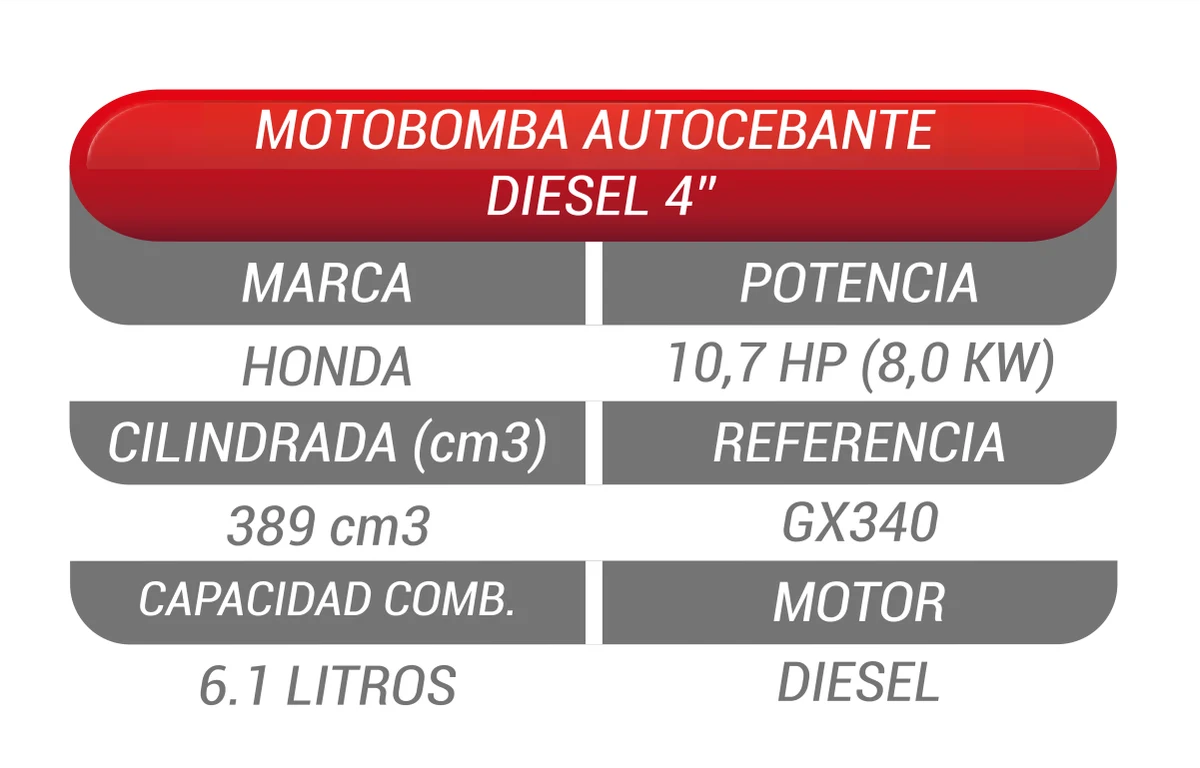 MOTOBOMBA AUTOCEBANTE
DIESEL 4"
MARCA
POTENCIA
HONDA
10,7 HP (8,0 KW)
CILINDRADA (cm3)
REFERENCIA
389 cm3
GX340
CAPACIDAD COMB.
MOTOR
6.1 LITROS
DIESEL